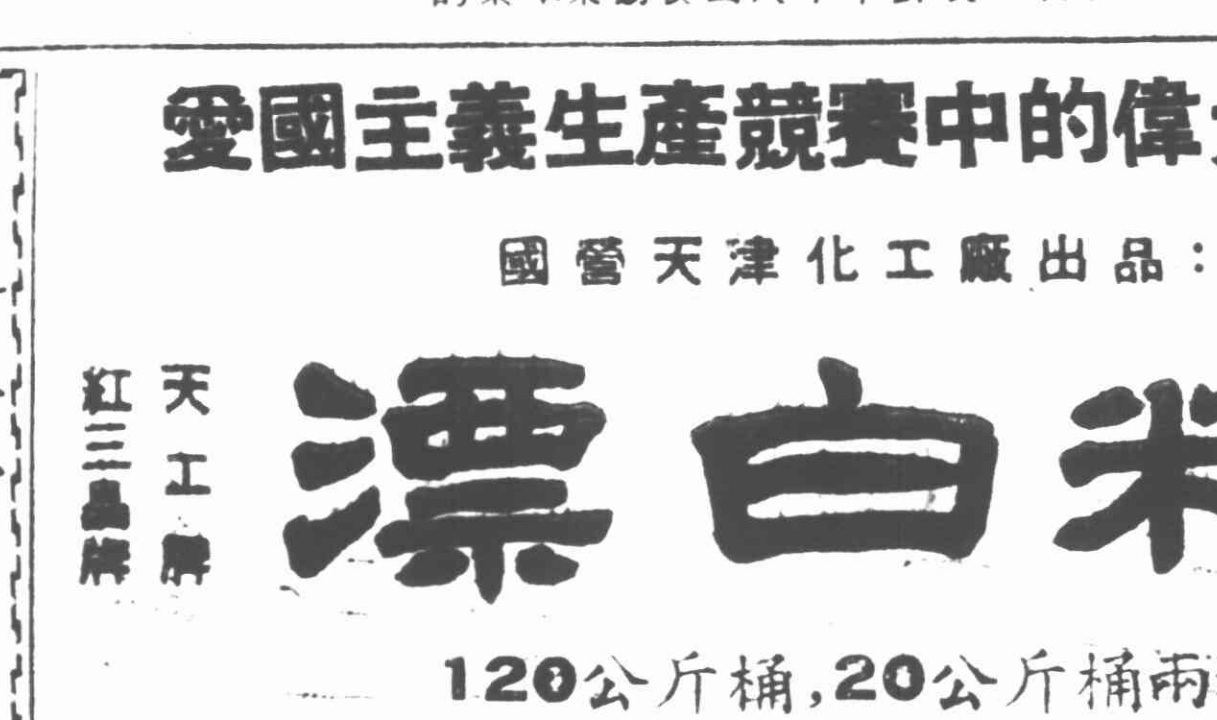 愛國主義生產競賽中的偉
國營天津化工廠出品：
天工牌
紅三晶牌
漂白
120公斤桶,20公斤桶兩